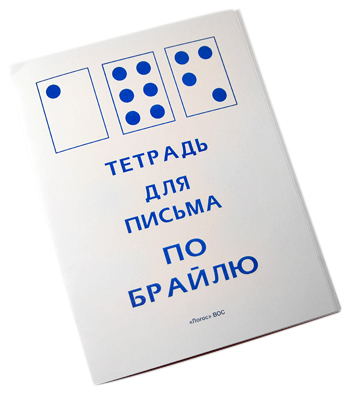 ТЕТРАДЬ
ДЛЯ
ПИСЬМА
ПО
БРАЙЛЮ
«Логос» ВОС